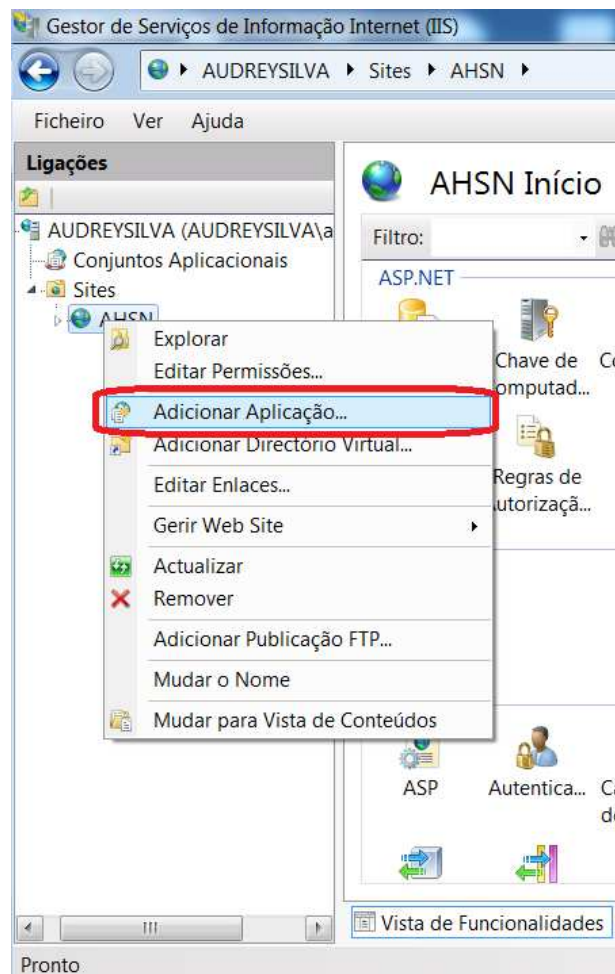 Gestor de Serviços de Informação Internet (IIS)
AUDREYSILVA Sites AHSN
Ficheiro Ver Ajuda
Ligações
AUDREYSILVA (AUDREYSILVA\a
Conjuntos Aplicacionais
Sites
AHSN
AHSN Início
Filtro:
ASP.NET
Chave de
omputad...
Regras de
utorizaçã...
Explorar
Editar Permissões...
Adicionar Aplicação...
Adicionar Directório Virtual...
Editar Enlaces...
Gerir Web Site
Actualizar
Remover
Adicionar Publicação FTP...
Mudar o Nome
Mudar para Vista de Conteúdos
ASP Autentica...
Vista de Funcionalidades
Pronto